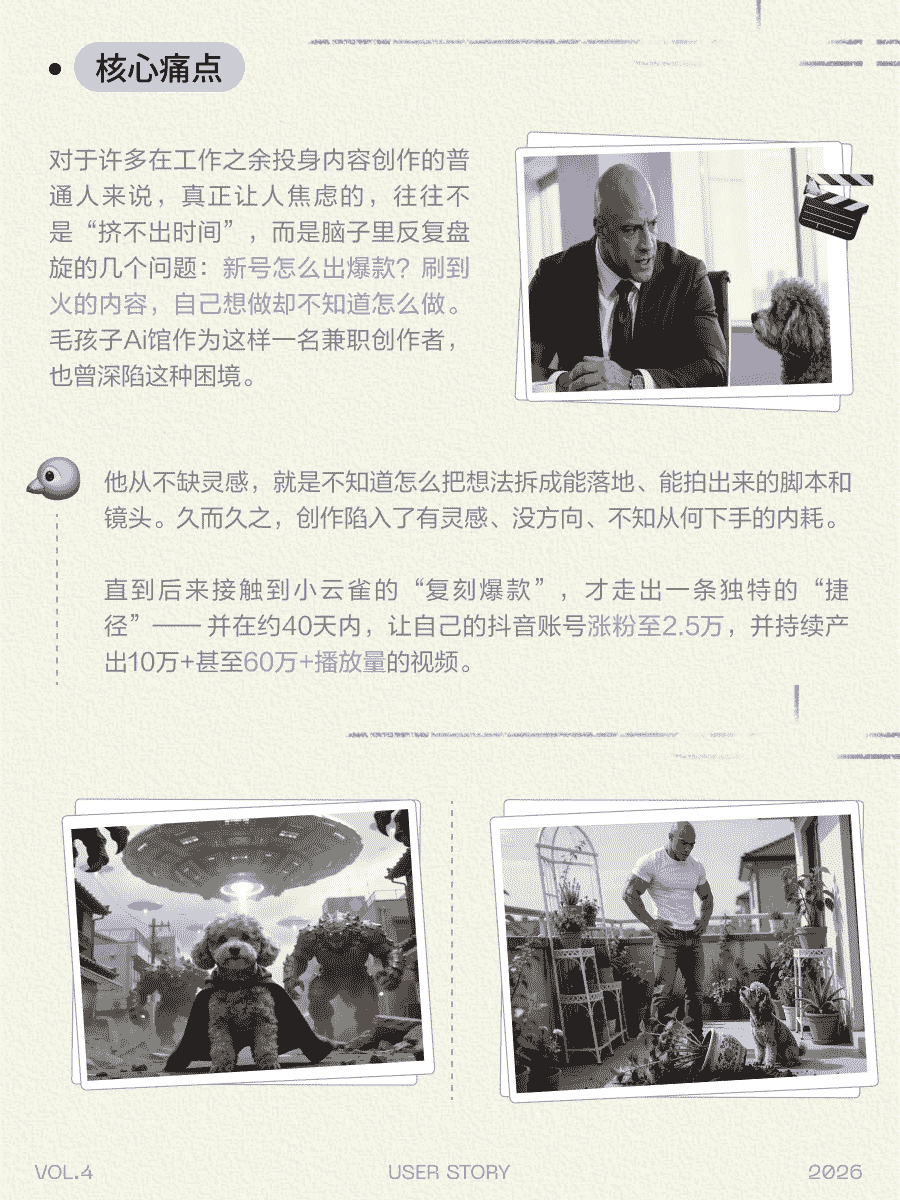 核心痛点
对于许多在工作之余投身内容创作的普
通人来说，真正让人焦虑的，往往不
是“挤不出时间”，而是脑子里反复盘
旋的几个问题：新号怎么出爆款？刷到
火的内容，自己想做却不知道怎么做。
毛孩子Ai馆作为这样一名兼职创作者，
也曾深陷这种困境。
他从不缺灵感，就是不知道怎么把想法拆成能落地、能拍出来的脚本和
镜头。久而久之，创作陷入了有灵感、没方向、不知从何下手的内耗。
直到后来接触到小云雀的“复刻爆款”，才走出一条独特的“捷
径”—— 并在约40天内，让自己的抖音账号涨粉至2.5万，并持续产
出10万+甚至60万+播放量的视频。
VOL.4
USER STORY
2026